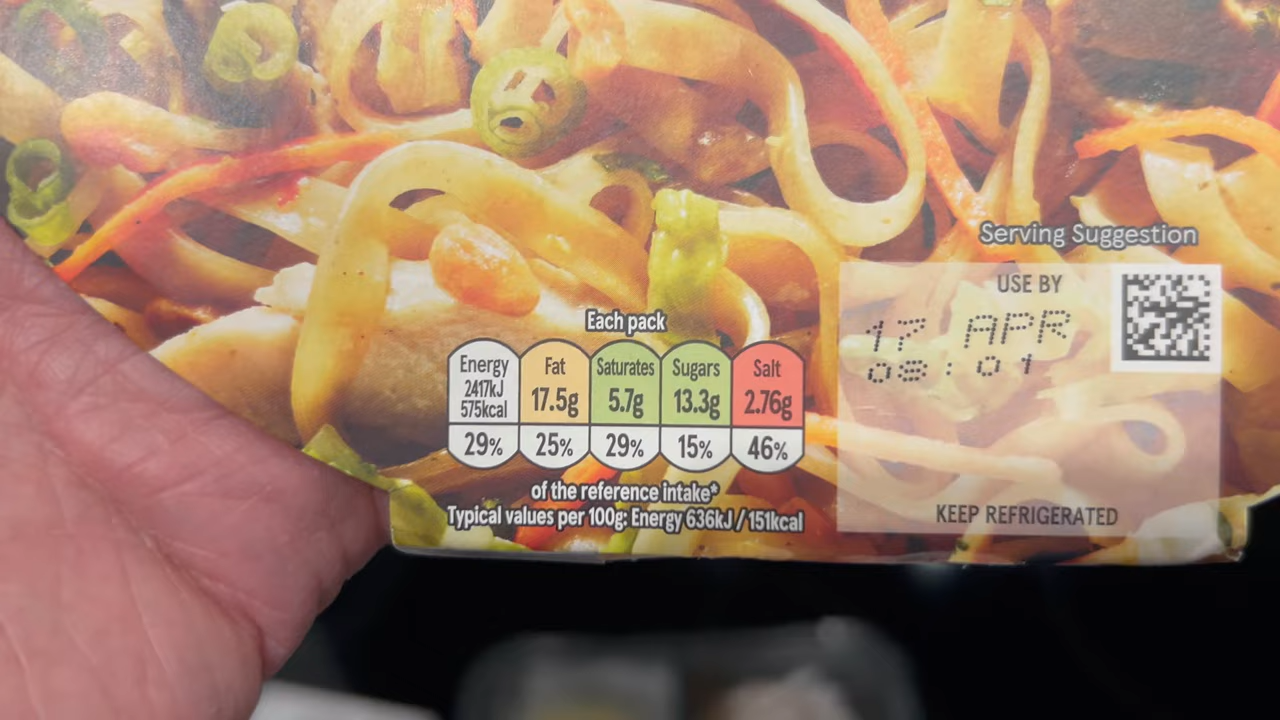 Serving Suggestion
USE BY
17 APR
08:01
KEEP REFRIGERATED
Each pack
Energy 2417kJ 575kcal 29%
Fat 17.5g 25%
Saturates 5.7g 29%
Sugars 13.3g 15%
Salt 2.76g 46%
of the reference intake*
Typical values per 100g: Energy 636kJ / 151kcal